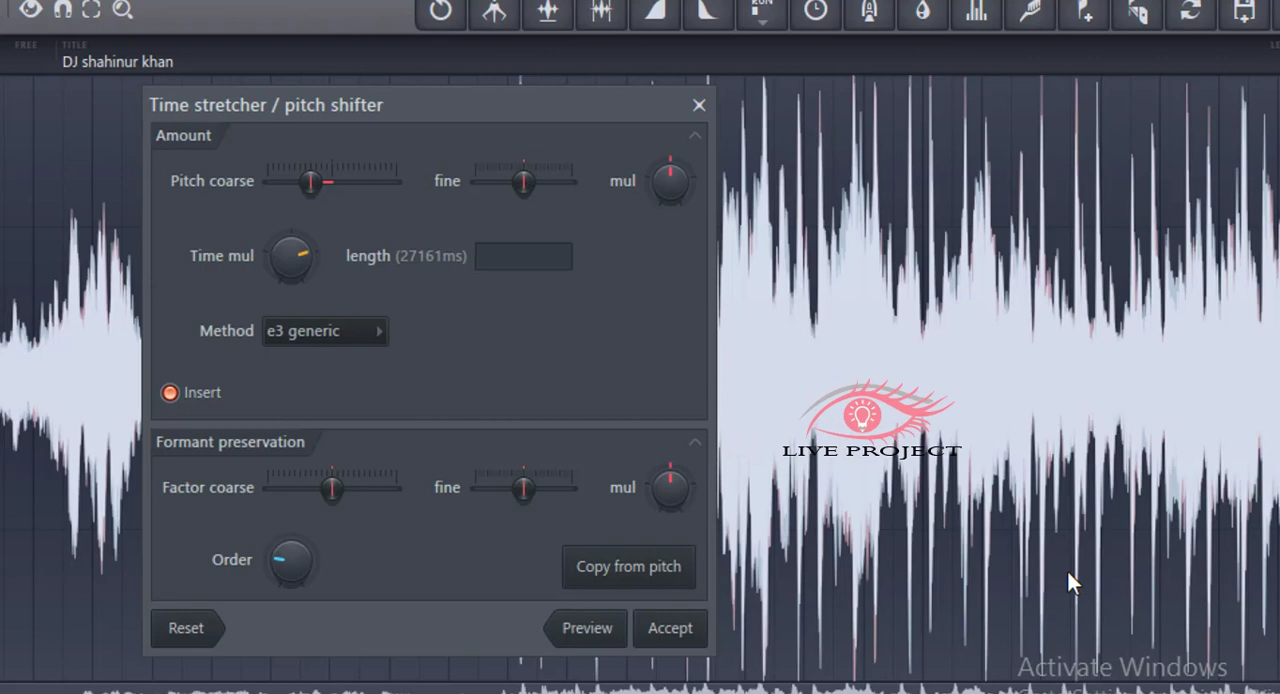 FREE TITLE
DJ shahinur khan
Time stretcher / pitch shifter
Amount
Pitch coarse fine mul
Time mul length (27161ms)
Method e3 generic
Insert
Formant preservation
Factor coarse fine mul
Order Copy from pitch
Reset Preview Accept
LIVE PROJECT
Activate Windows